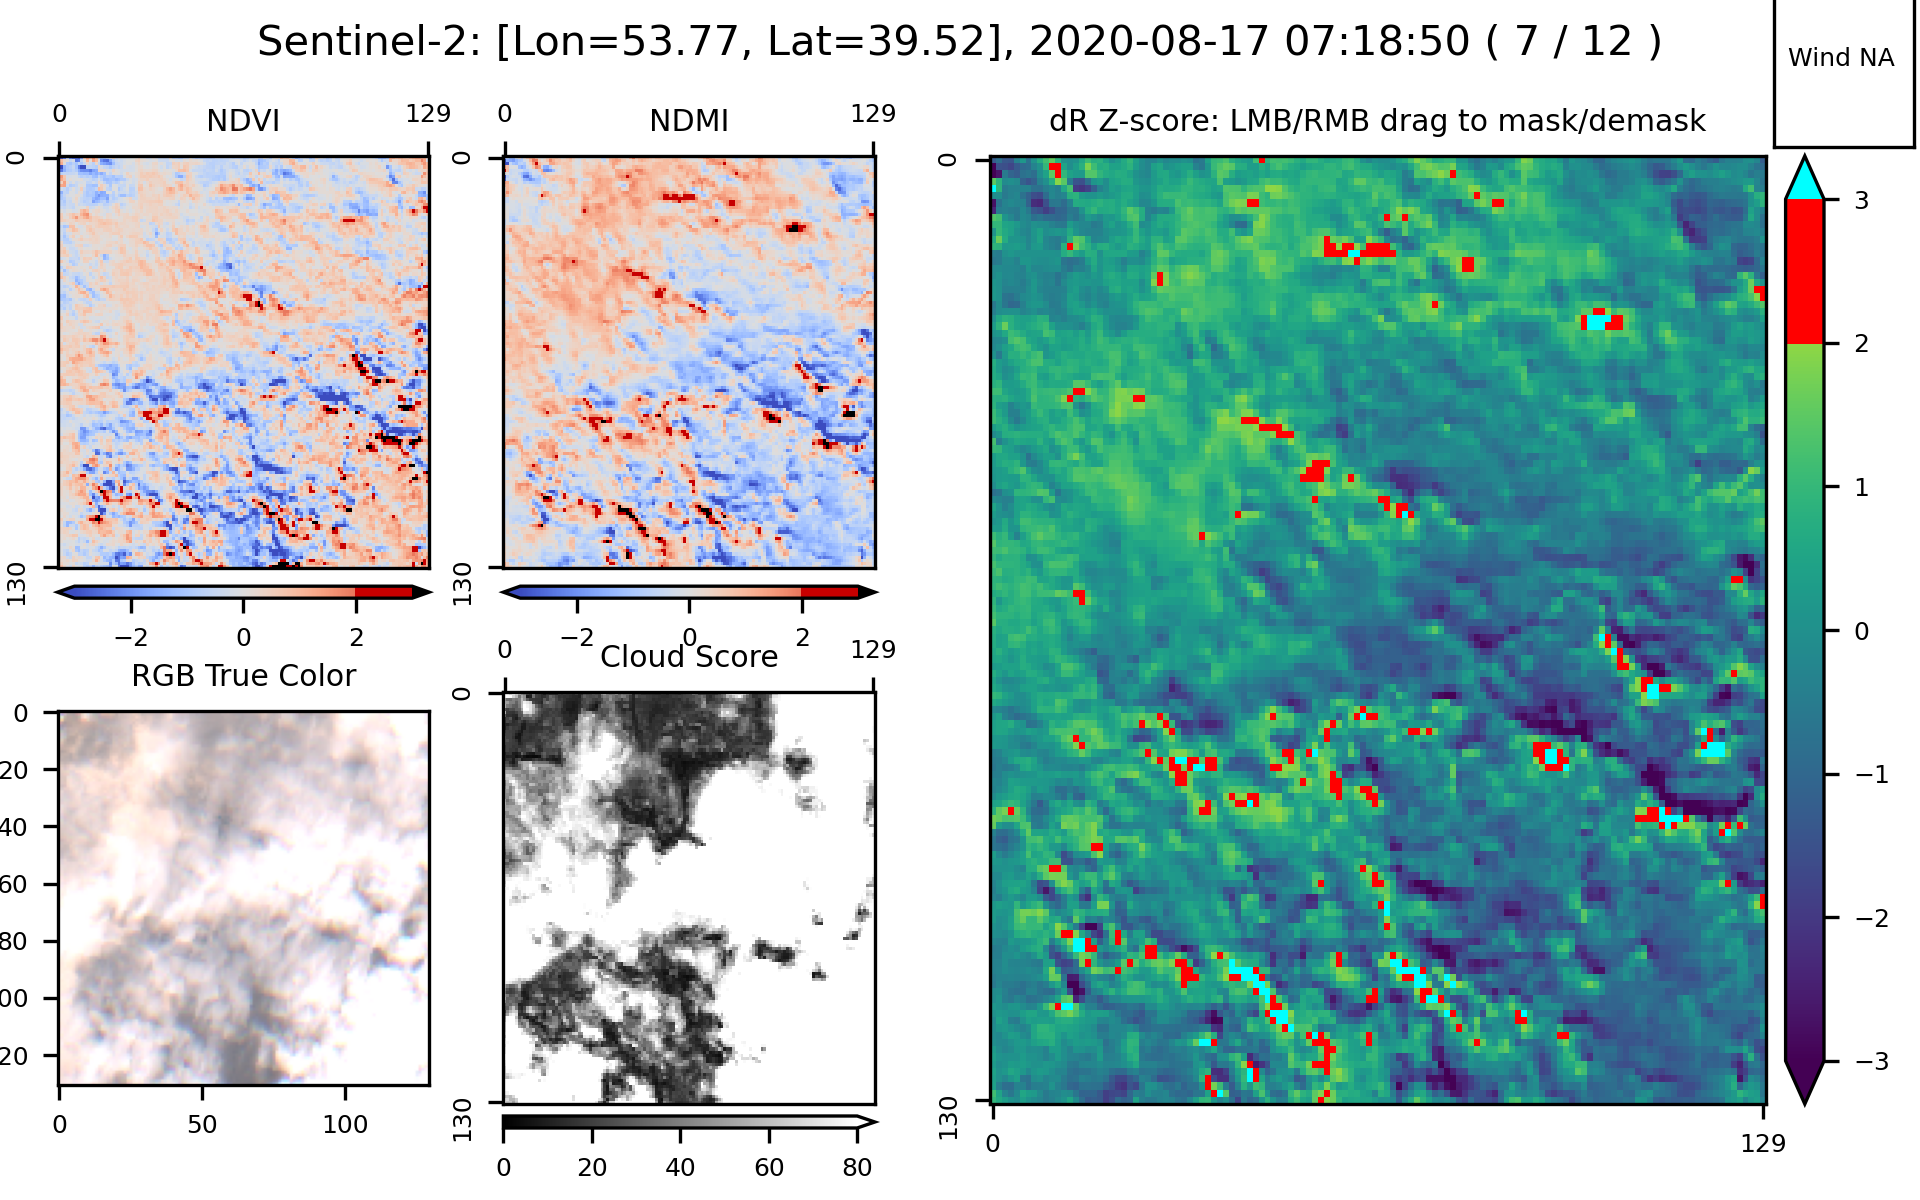 Sentinel-2: [Lon=53.77, Lat=39.52], 2020-08-17 07:18:50 ( 7 / 12 )
Wind NA
0 129
NDVI
0
130
−2 0 2
0 129
NDMI
0
130
−2 0 2
dR Z-score: LMB/RMB drag to mask/demask
0
130
0 129
3
2
1
0
−1
−2
−3
RGB True Color
0
20
40
60
80
00
20
0 50 100
0 129
Cloud Score
0
130
0 20 40 60 80